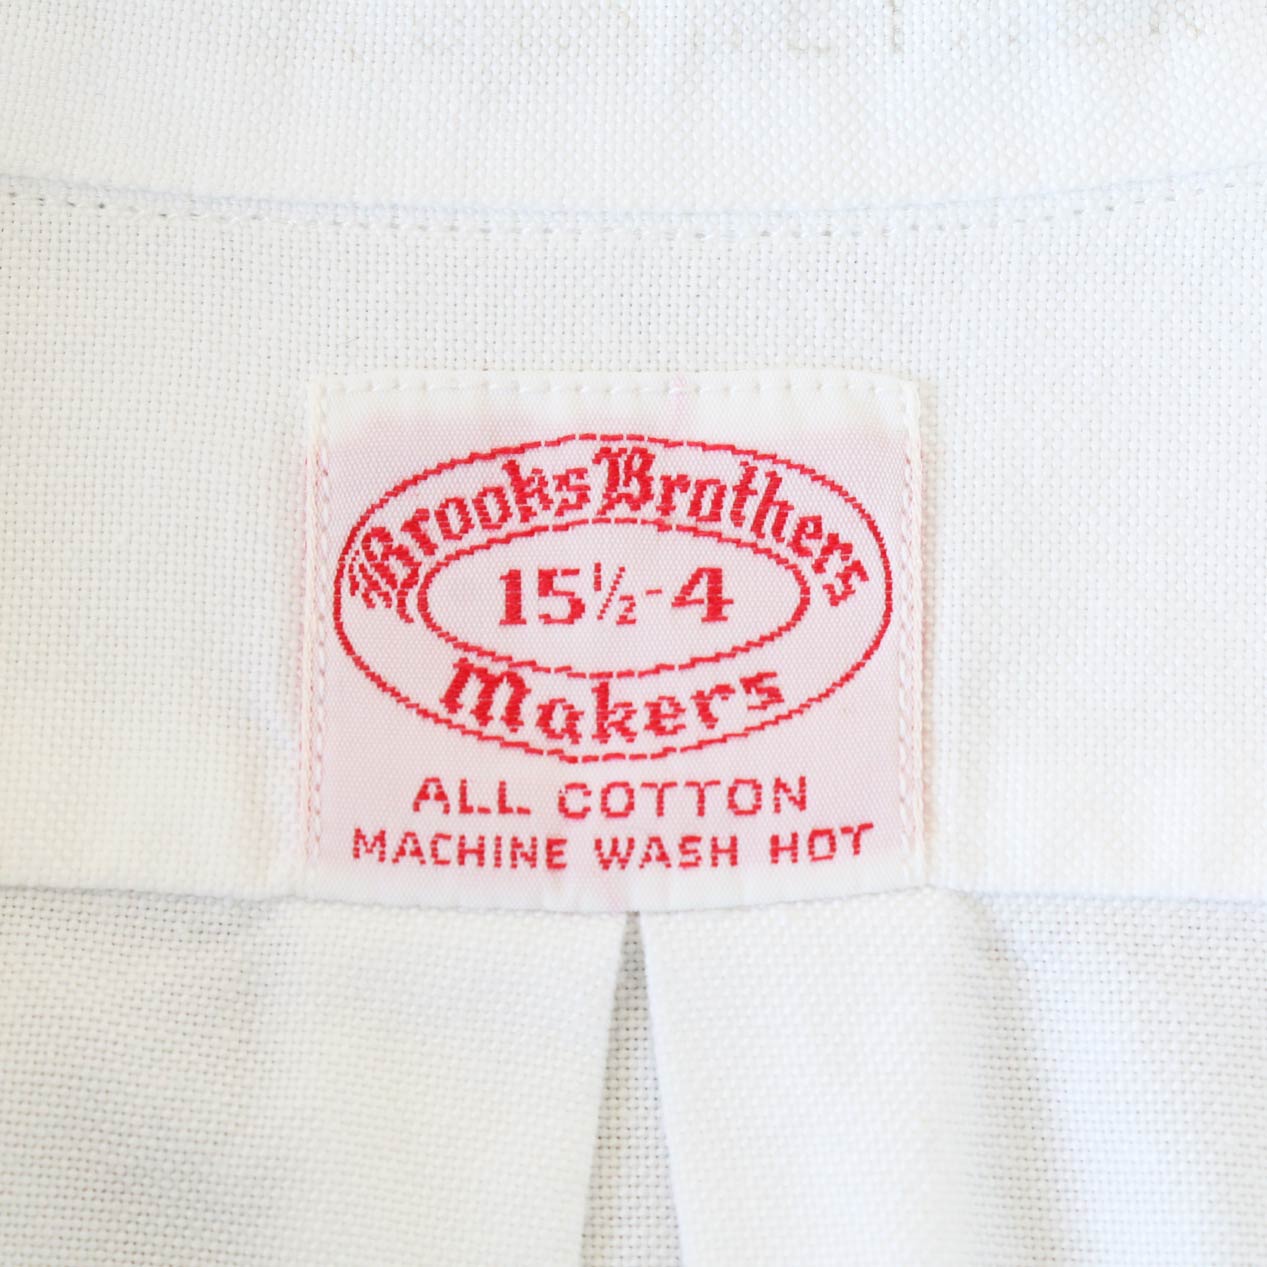 Brooks Brothers
15½-4
Makers
ALL COTTON
MACHINE WASH HOT